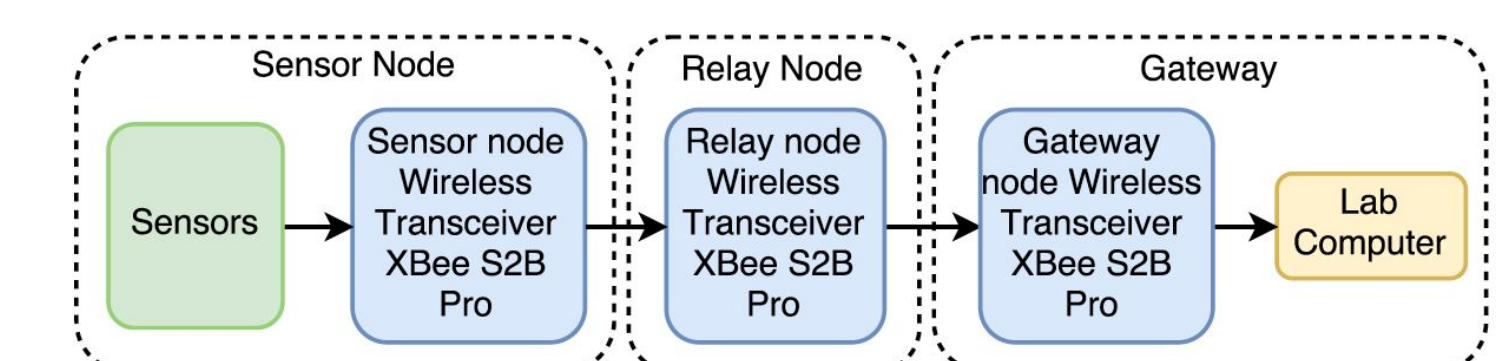 Sensor Node
Relay Node
Gateway
Sensors
Sensor node
Wireless
Transceiver
XBee S2B
Pro
Relay node
Wireless
Transceiver
XBee S2B
Pro
Gateway
node Wireless
Transceiver
XBee S2B
Pro
Lab
Computer